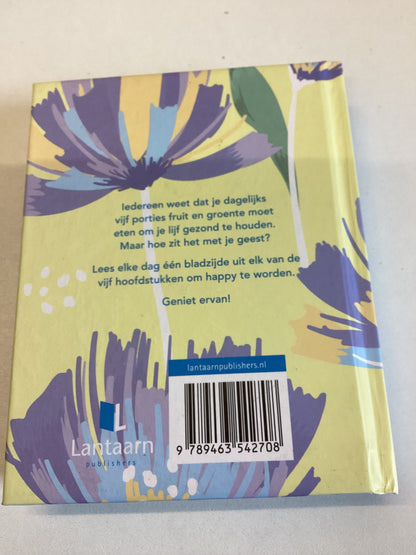 Iedereen weet dat je dagelijks
vijf porties fruit en groente moet
eten om je lijf gezond te houden.
Maar hoe zit het met je geest?
Lees elke dag één bladzijde uit elk van de
vijf hoofdstukken om happy te worden.
Geniet ervan!
lantaarnpublishers.nl
L
Lantaarn
publishers
9 789463 542708